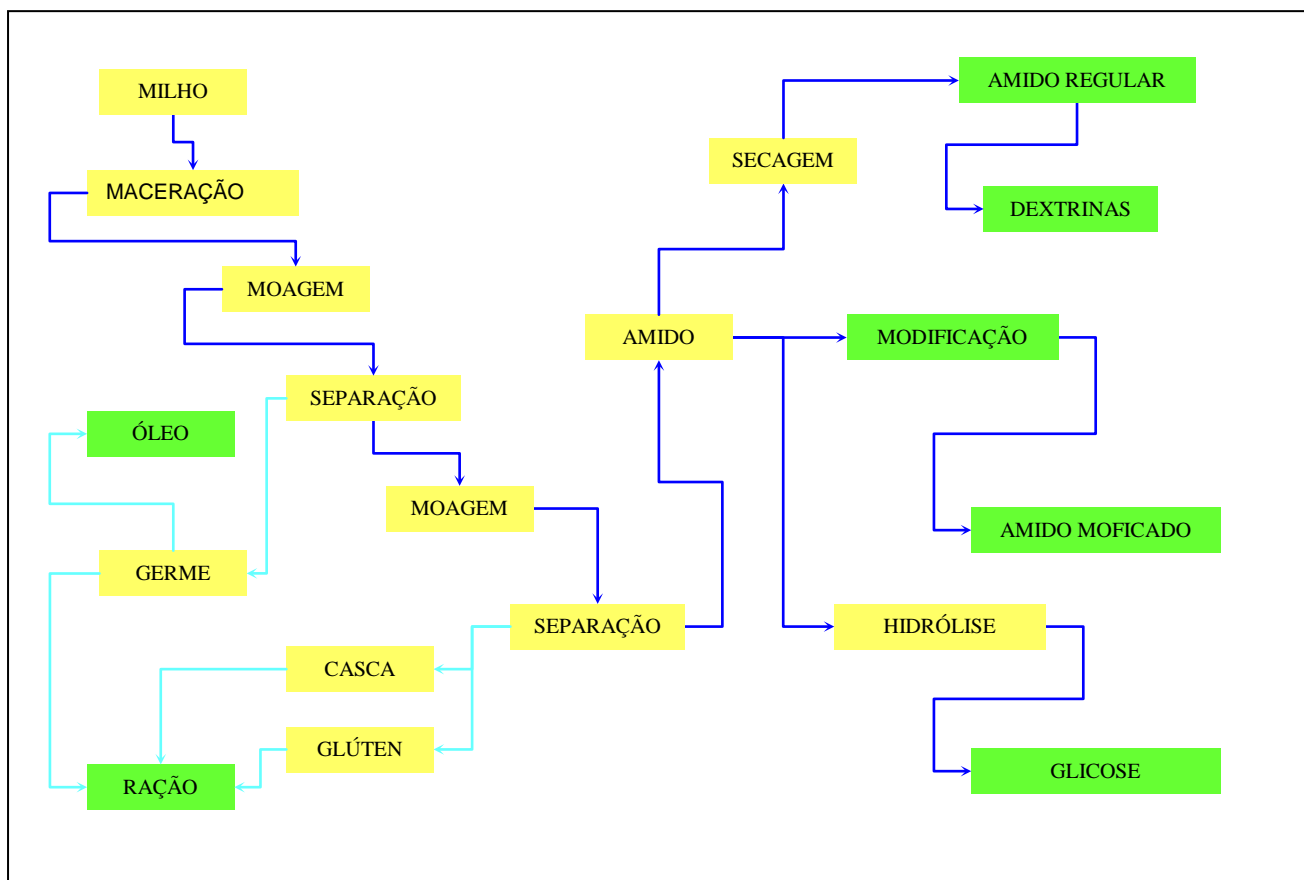 MILHO
MACERAÇÃO
MOAGEM
SEPARAÇÃO
ÓLEO
MOAGEM
GERME
SEPARAÇÃO
CASCA
GLÚTEN
RAÇÃO
AMIDO
SECAGEM
AMIDO REGULAR
DEXTRINAS
MODIFICAÇÃO
AMIDO MOFICADO
HIDRÓLISE
GLICOSE